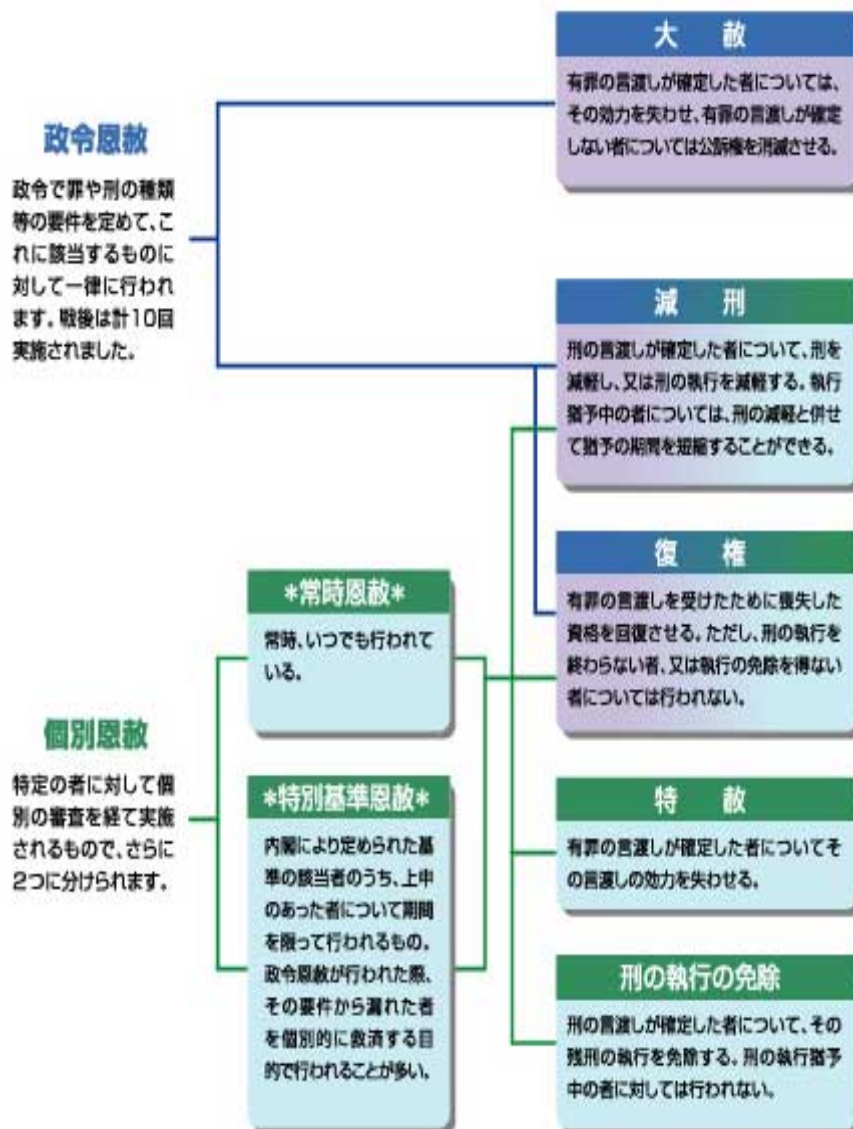 政令恩赦
政令で罪や刑の種類
等の要件を定めて、こ
れに該当するものに
対して一律に行われ
ます。戦後は計10回
実施されました。
大　赦
有罪の言渡しが確定した者については、
その効力を失わせ、有罪の言渡しが確定
しない者については公訴権を消滅させる。
減　刑
刑の言渡しが確定した者について、刑を
減軽し、又は刑の執行を減軽する。執行
猶予中の者については、刑の減軽と併せ
て猶予の期間を短縮することができる。
復　権
有罪の言渡しを受けたために喪失した
資格を回復させる。ただし、刑の執行を
終わらない者、又は執行の免除を得ない
者については行われない。
個別恩赦
特定の者に対して個
別の審査を経て実施
されるもので、さらに
2つに分けられます。
*常時恩赦*
常時、いつでも行われて
いる。
*特別基準恩赦*
内閣により定められた基
準の該当者のうち、上申
のあった者について期間
を限って行われるもの。
政令恩赦が行われた際、
その要件から漏れた者
を個別的に救済する目
的で行われることが多い。
特　赦
有罪の言渡しが確定した者についてそ
の言渡しの効力を失わせる。
刑の執行の免除
刑の言渡しが確定した者について、その
残刑の執行を免除する。刑の執行猶予
中の者に対しては行われない。